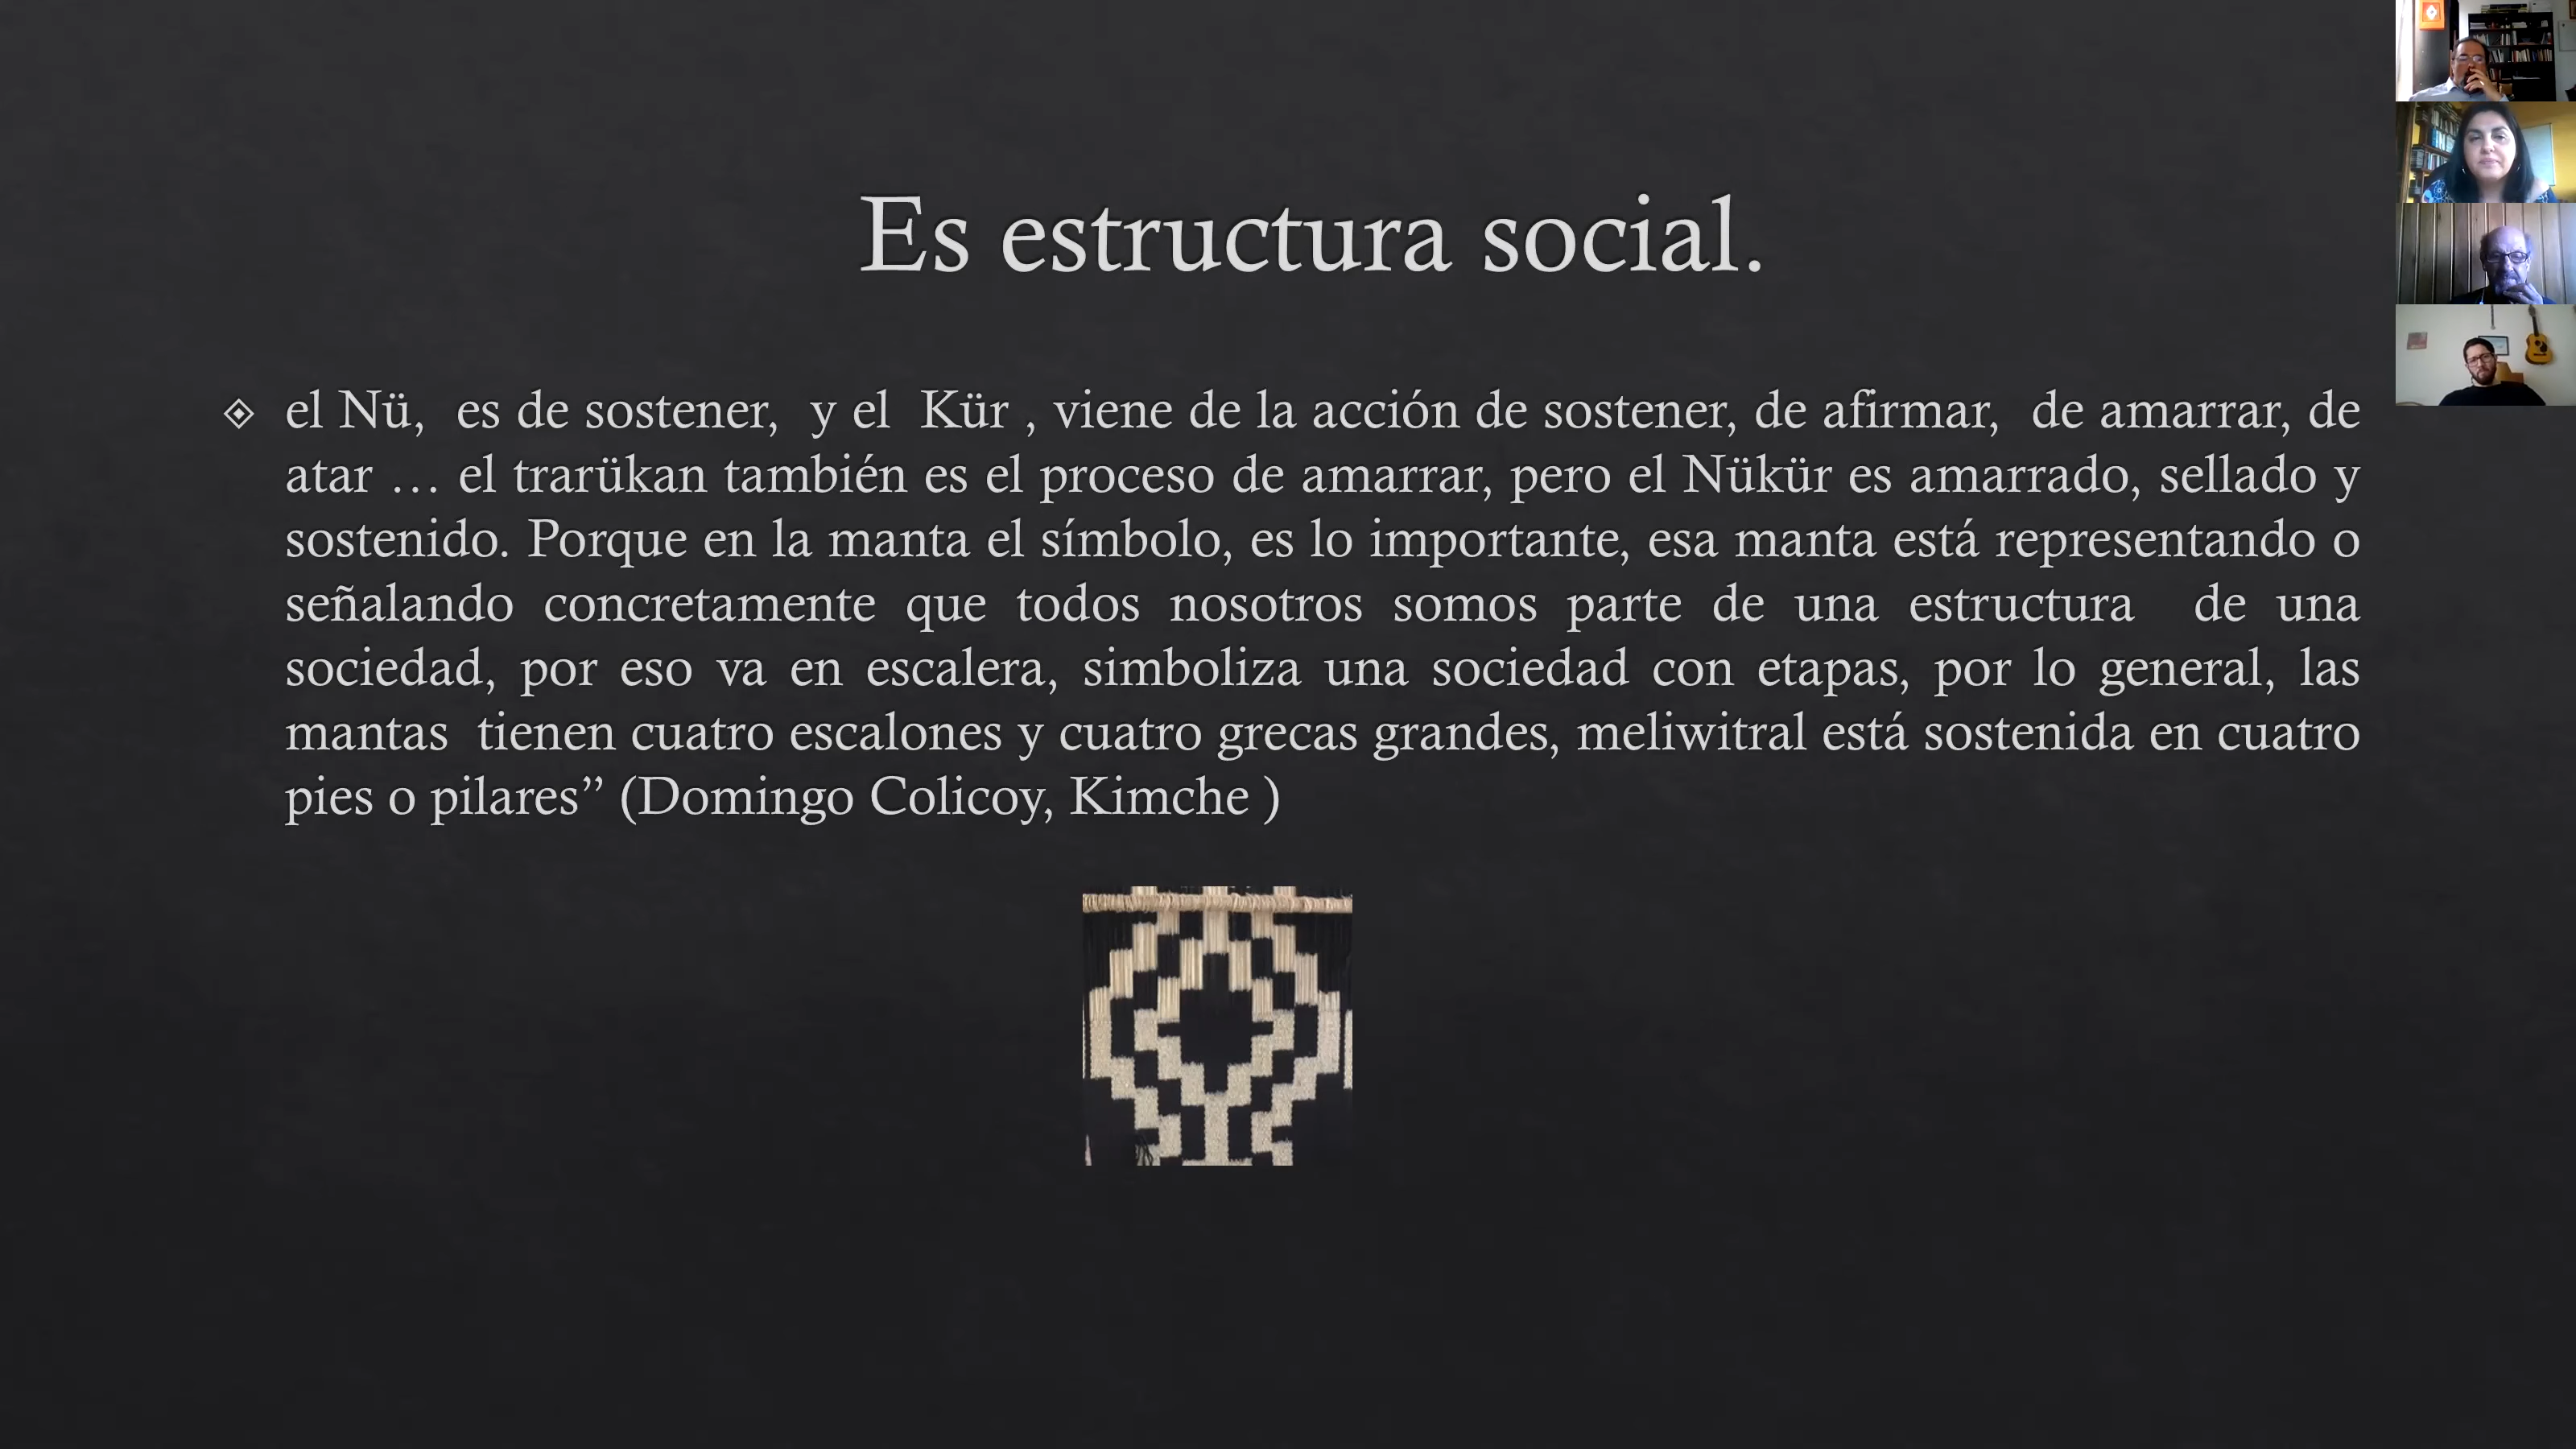 Es estructura social.
el Nü, es de sostener, y el Kür , viene de la acción de sostener, de afirmar, de amarrar, de
atar … el trarükan también es el proceso de amarrar, pero el Nükür es amarrado, sellado y
sostenido. Porque en la manta el símbolo, es lo importante, esa manta está representando o
señalando concretamente que todos nosotros somos parte de una estructura de una
sociedad, por eso va en escalera, simboliza una sociedad con etapas, por lo general, las
mantas tienen cuatro escalones y cuatro grecas grandes, meliwitral está sostenida en cuatro
pies o pilares” (Domingo Colicoy, Kimche )